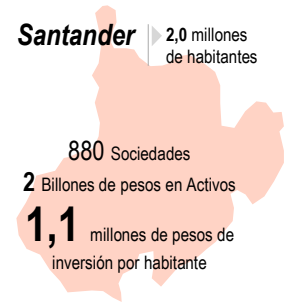 Santander
2,0 millones
de habitantes
880 Sociedades
2 Billones de pesos en Activos
1,1 millones de pesos de
inversión por habitante